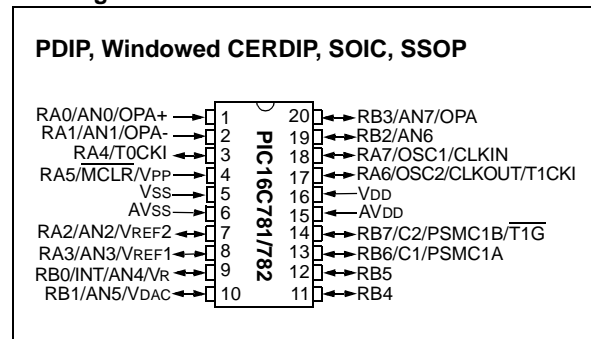 PDIP, Windowed CERDIP, SOIC, SSOP
RA0/AN0/OPA+ 1 20 RB3/AN7/OPA
RA1/AN1/OPA- 2 19 RB2/AN6
RA4/T0CKI 3 18 RA7/OSC1/CLKIN
RA5/MCLR/VPP 4 17 RA6/OSC2/CLKOUT/T1CKI
VSS 5 16 VDD
AVSS 6 15 AVDD
RA2/AN2/VREF2 7 14 RB7/C2/PSMC1B/T1G
RA3/AN3/VREF1 8 13 RB6/C1/PSMC1A
RB0/INT/AN4/VR 9 12 RB5
RB1/AN5/VDAC 10 11 RB4
PIC16C781/782